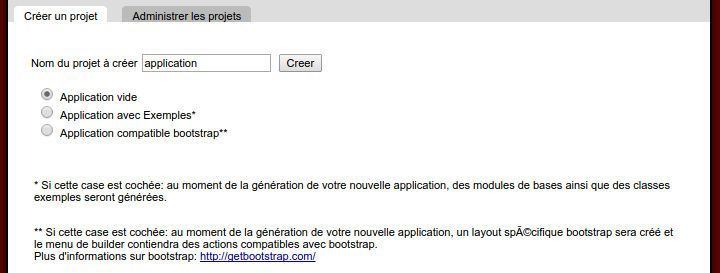 Créer un projet Administrer les projets
Nom du projet à créer application Creer
Application vide
Application avec Exemples*
Application compatible bootstrap**
* Si cette case est cochée: au moment de la génération de votre nouvelle application, des modules de bases ainsi que des classes
exemples seront générées.
** Si cette case est cochée: au moment de la génération de votre nouvelle application, un layout spÃ©cifique bootstrap sera créé et
le menu de builder contiendra des actions compatibles avec bootstrap.
Plus d'informations sur bootstrap: http://getbootstrap.com/